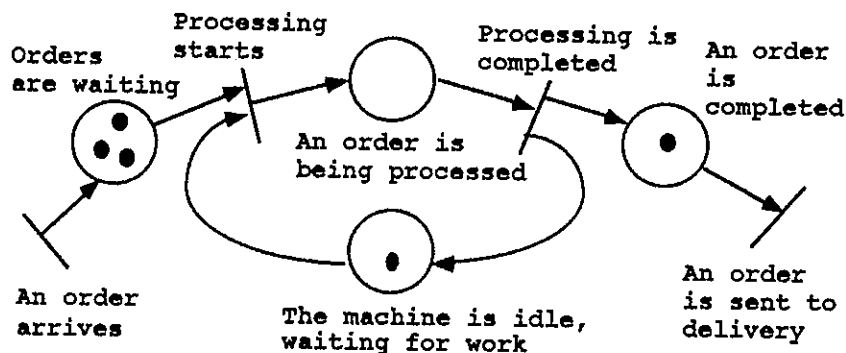 Orders
are waiting
Processing
starts
Processing is
completed
An order
is
completed
An order is
being processed
An order
arrives
The machine is idle,
waiting for work
An order
is sent to
delivery